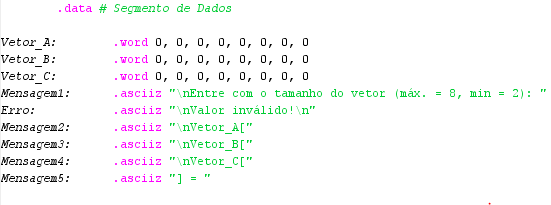 .data # Segmento de Dados
Vetor_A: .word 0, 0, 0, 0, 0, 0, 0, 0
Vetor_B: .word 0, 0, 0, 0, 0, 0, 0, 0
Vetor_C: .word 0, 0, 0, 0, 0, 0, 0, 0
Mensagem1: .asciiz "\nEntre com o tamanho do vetor (máx. = 8, min = 2): "
Erro: .asciiz "\nValor inválido!\n"
Mensagem2: .asciiz "\nVetor_A["
Mensagem3: .asciiz "\nVetor_B["
Mensagem4: .asciiz "\nVetor_C["
Mensagem5: .asciiz "] = "